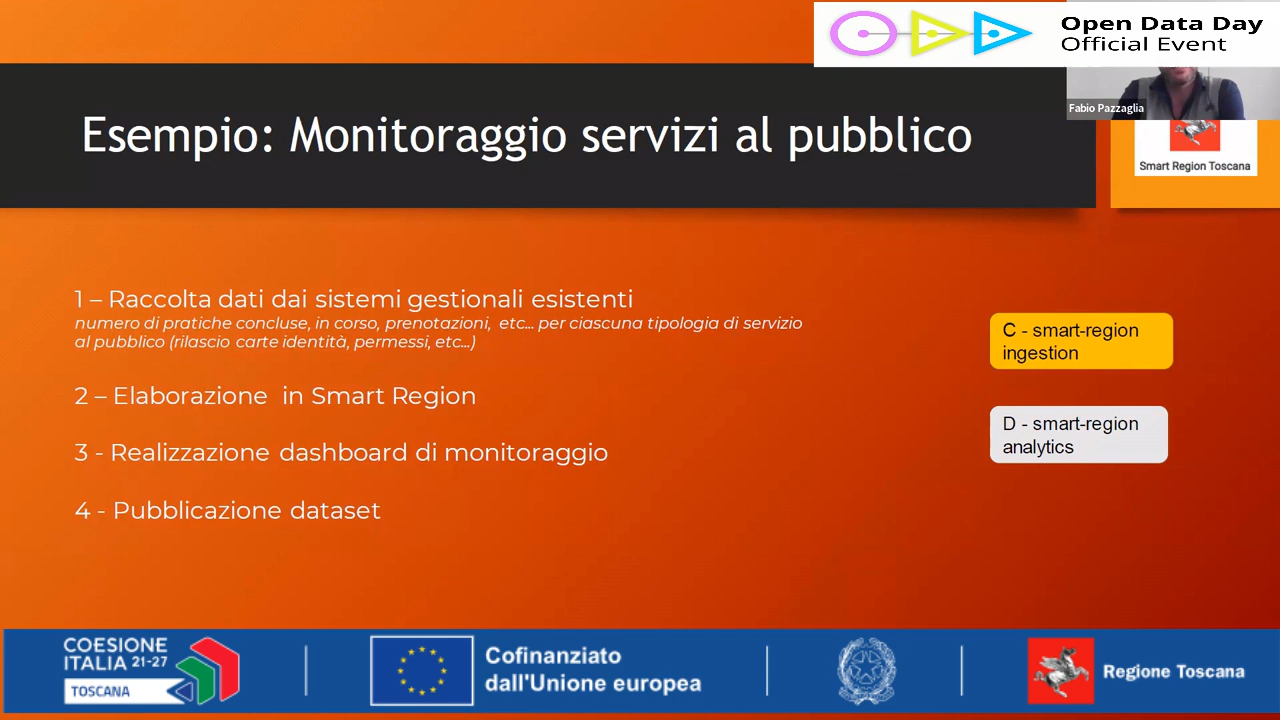 Open Data Day
Official Event
Fabio Pazzaglia
Esempio: Monitoraggio servizi al pubblico
Smart Region Toscana
1 – Raccolta dati dai sistemi gestionali esistenti
numero di pratiche concluse, in corso, prenotazioni, etc... per ciascuna tipologia di servizio
al pubblico (rilascio carte identità, permessi, etc...)
C - smart-region
ingestion
2 – Elaborazione in Smart Region
D - smart-region
analytics
3 - Realizzazione dashboard di monitoraggio
4 - Pubblicazione dataset
COESIONE
ITALIA 21-27
TOSCANA
Cofinanziato
dall'Unione europea
Regione Toscana